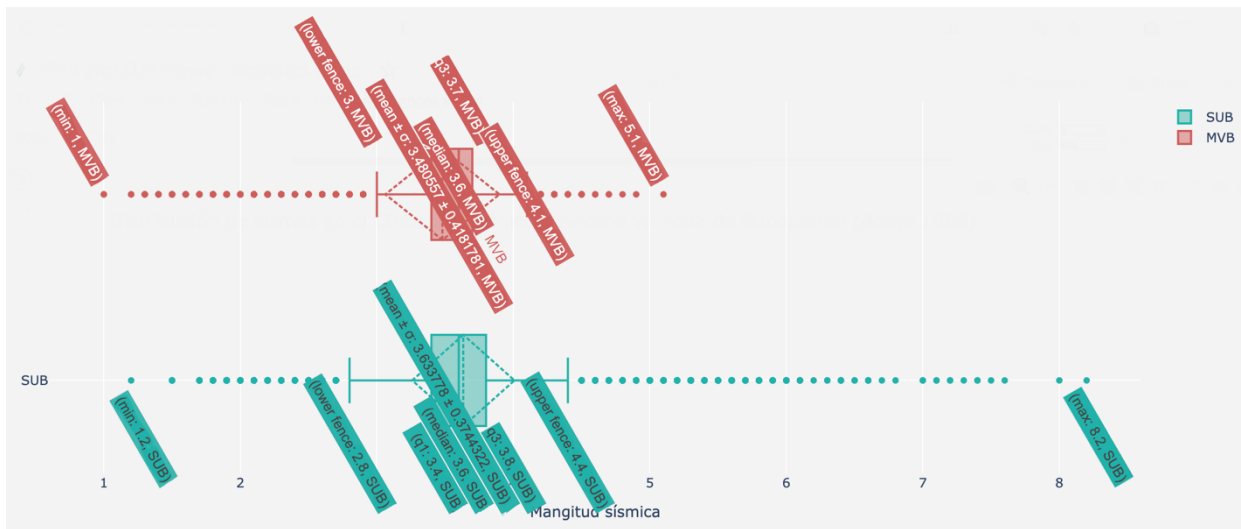 (lower fence: 3, MVB)
q3: 3.7, MVB)
(mean ± σ: 3.480557 ± 0.4181781, MVB)
(max: 5.1, MVB)
(min: 1, MVB)
(median: 3.6, MVB)
(upper fence: 4.1, MVB)
MVB
SUB
MVB
(mean ± σ: 3.633778 ± 0.3744322, SUB)
SUB
(min: 1.2, SUB)
(lower fence: 2.8, SUB)
(q1: 3.4, SUB
(median: 3.6, SUB
q3: 3.8, SUB)
(upper fence: 4.4, SUB)
(max: 8.2, SUB)
1 2 5 6 7 8
Mangitud sísmica